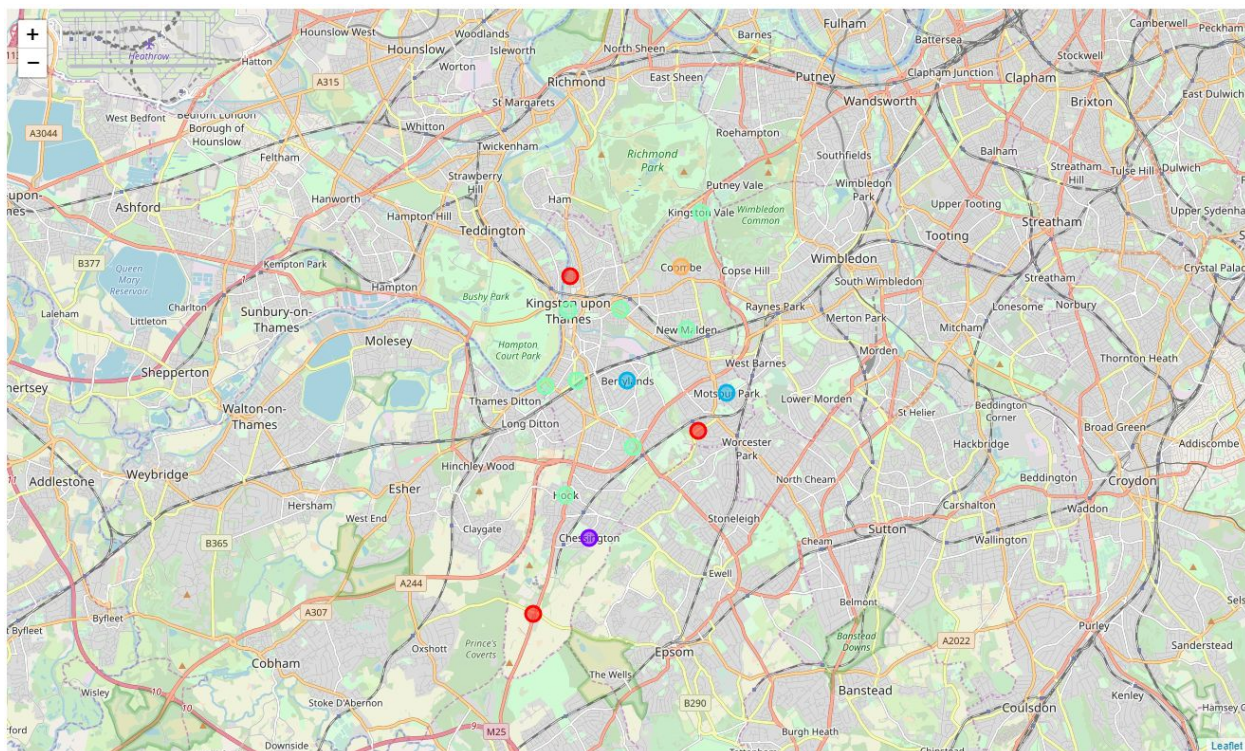 +
−
Hounslow West
Woodlands
Fulham
Camberwell
Peckham
Heathrow
Hatton
Hounslow
Isleworth
North Sheen
Barnes
Battersea
Stockwell
A315
Worton
Richmond
East Sheen
Putney
Clapham Junction
Clapham
St Margarets
Wandsworth
Brixton
East Dulwich
West Bedfont
Bedfont London
Borough of
Hounslow
A3044
Whitton
Twickenham
Roehampton
Feltham
Richmond
Park
Southfields
Balham
Tulse Hill
Dulwich
Strawberry
Hill
Streatham
Hill
Hanworth
Ham
Putney Vale
Wimbledon
Park
Ashford
Hampton Hill
Kingston Vale
Wimbledon
Common
Upper Tooting
Upper Sydenham
Teddington
Streatham
Tooting
B377
Kempton Park
Coombe
Copse Hill
Wimbledon
Crystal Palace
Queen
Mary
Reservoir
Charlton
Hampton
Bushy Park
South Wimbledon
Streatham
Laleham
Littleton
Sunbury-on-
Thames
Kingston upon
Thames
Raynes Park
Lonesome
Norbury
Merton Park
Mitcham
Molesey
Hampton
Court Park
New Malden
Morden
Thornton Heath
Shepperton
West Barnes
Berrylands
Motspur Park
Lower Morden
Walton-on-
Thames
Thames Ditton
St Helier
Beddington
Corner
Long Ditton
Broad Green
Hackbridge
Addiscombe
Worcester
Park
Hinchley Wood
Weybridge
Beddington
Addlestone
Croydon
Esher
Hook
North Cheam
Hersham
West End
Carshalton
Waddon
Stoneleigh
Claygate
Sutton
Chessington
Cheam
Wallington
B365
Ewell
A244
Belmont
A307
Byfleet
Byfleet
Purley
Prince's
Coverts
Banstead
Downs
A2022
Sanderstead
Oxshott
Epsom
Cobham
The Wells
Wisley
10
10
Banstead
Stoke D'Abernon
B290
Kenley
Coulsdon
9
M25
Burgh Heath
Downside
Leaflet